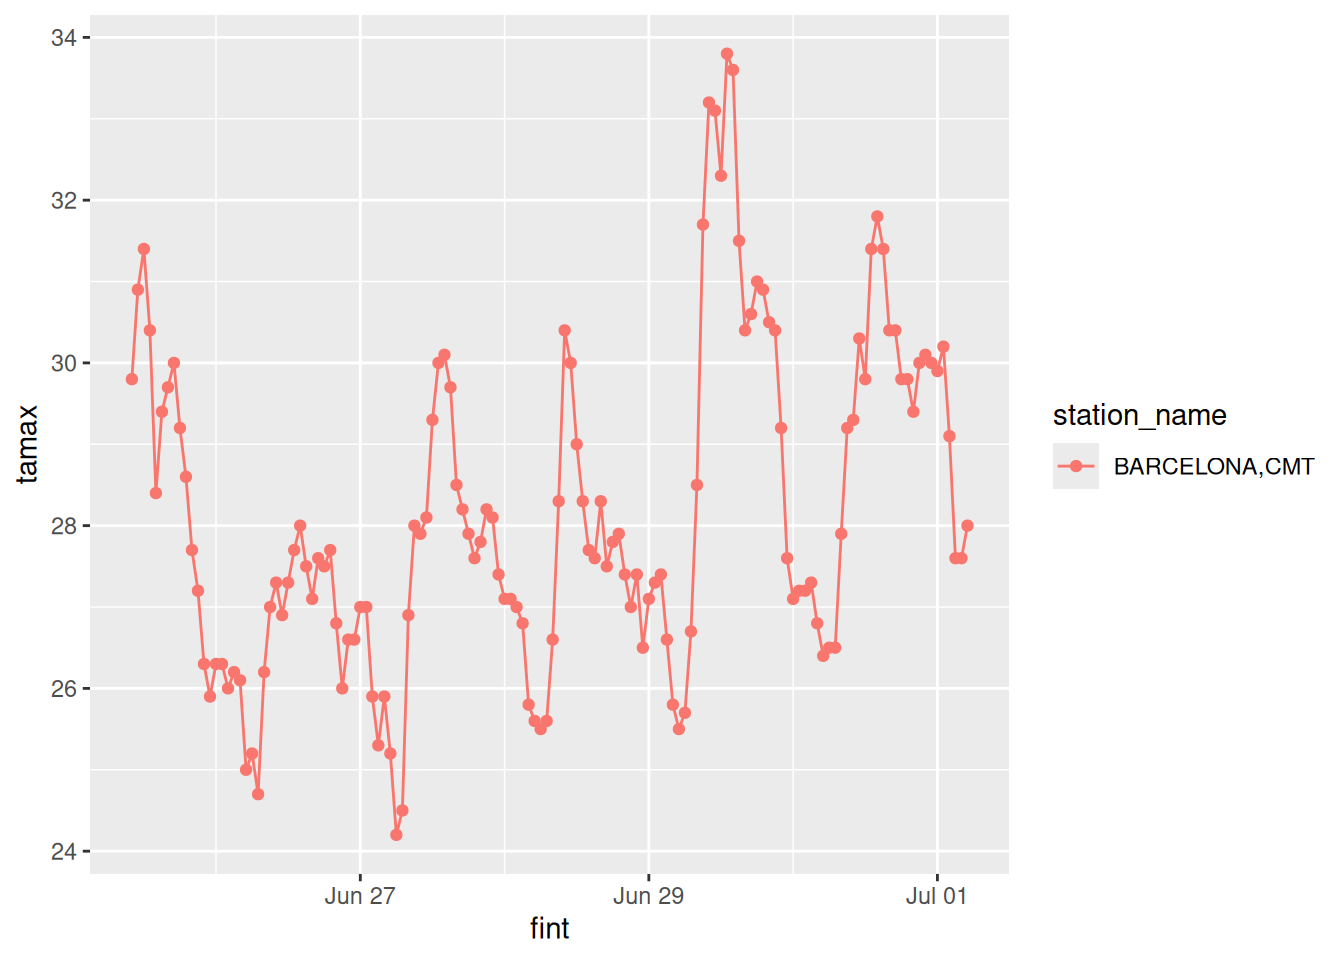 34
32
30
28
26
24
tamax
Jun 27
Jun 29
Jul 01
fint
station_name
BARCELONA,CMT